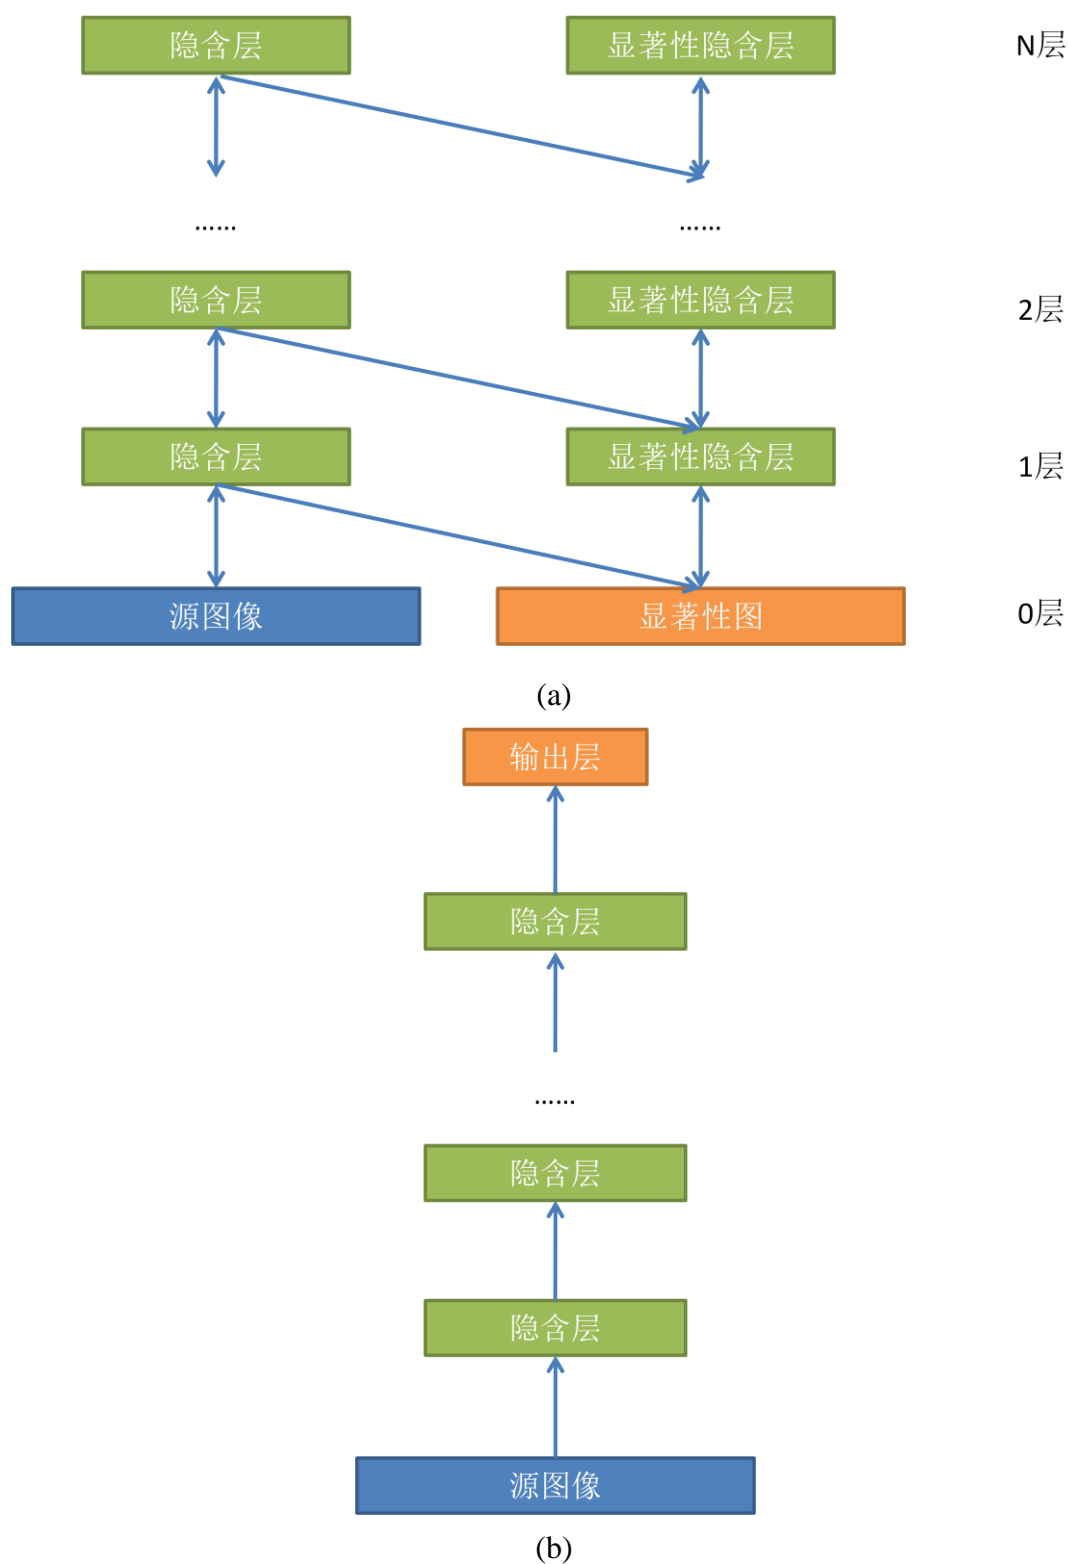 隐含层 显著性隐含层 N层
…… ……
隐含层 显著性隐含层 2层
隐含层 显著性隐含层 1层
源图像 显著性图 0层
(a)
输出层
隐含层
……
隐含层
隐含层
源图像
(b)